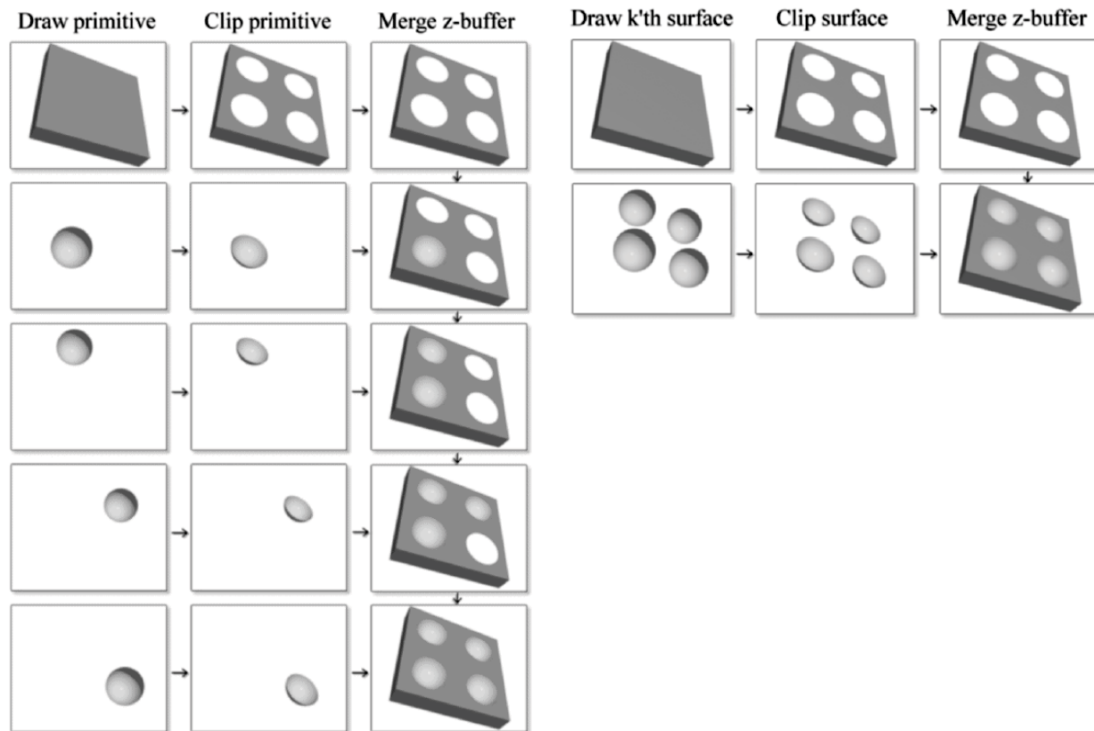 Draw primitive
Clip primitive
Merge z-buffer
Draw k'th surface
Clip surface
Merge z-buffer